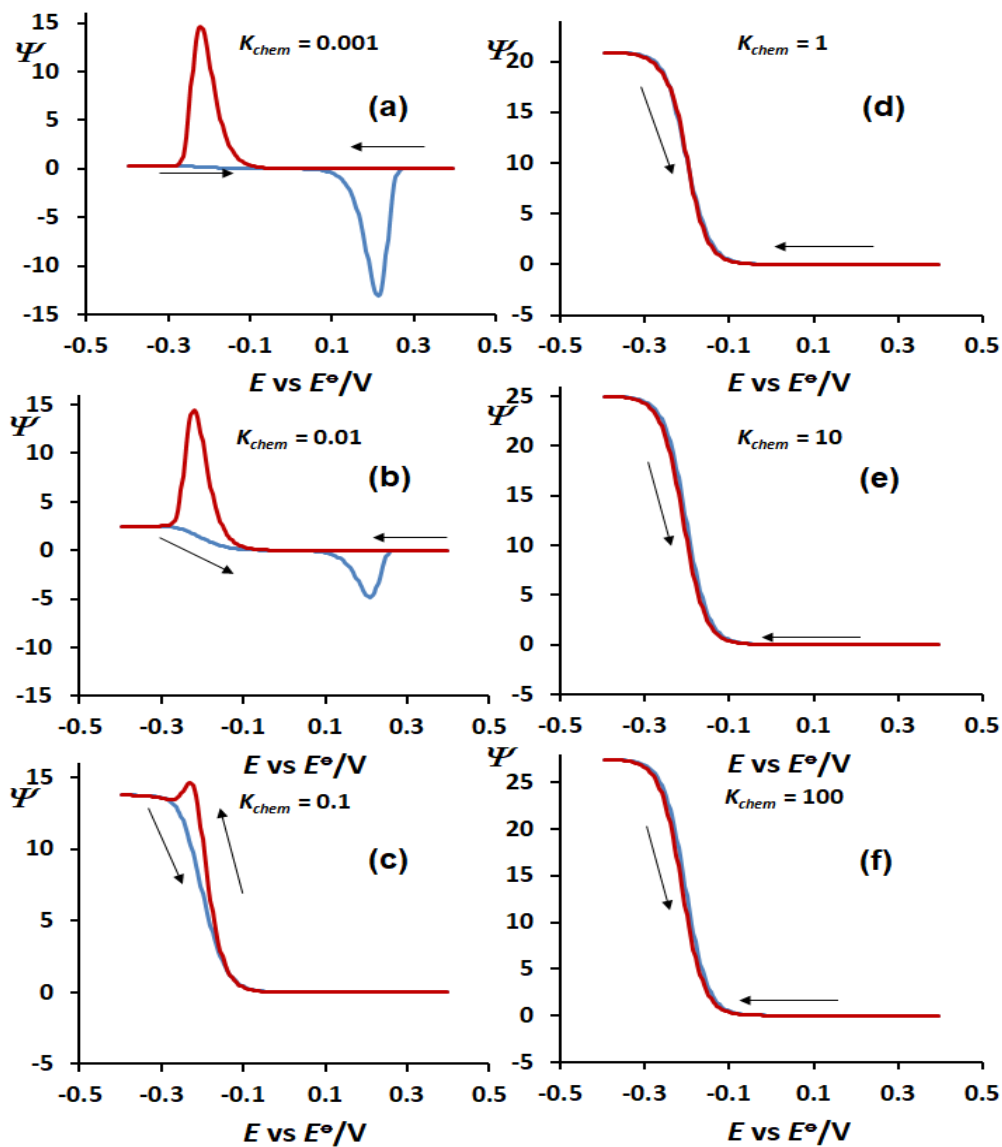 Ψ
15
10
5
0
-5
-10
-15
K_chem = 0.001
(a)
-0.5 -0.3 -0.1 0.1 0.3 0.5
E vs E^ɵ/V
Ψ
20
15
10
5
0
-5
K_chem = 1
(d)
-0.5 -0.3 -0.1 0.1 0.3 0.5
E vs E^ɵ/V
Ψ
15
10
5
0
-5
-10
-15
K_chem = 0.01
(b)
-0.5 -0.3 -0.1 0.1 0.3 0.5
E vs E^ɵ/V
Ψ
25
20
15
10
5
0
-5
K_chem = 10
(e)
-0.5 -0.3 -0.1 0.1 0.3 0.5
E vs E^ɵ/V
Ψ
15
10
5
0
-5
K_chem = 0.1
(c)
-0.5 -0.3 -0.1 0.1 0.3 0.5
E vs E^ɵ/V
Ψ
25
20
15
10
5
0
-5
K_chem = 100
(f)
-0.5 -0.3 -0.1 0.1 0.3 0.5
E vs E^ɵ/V